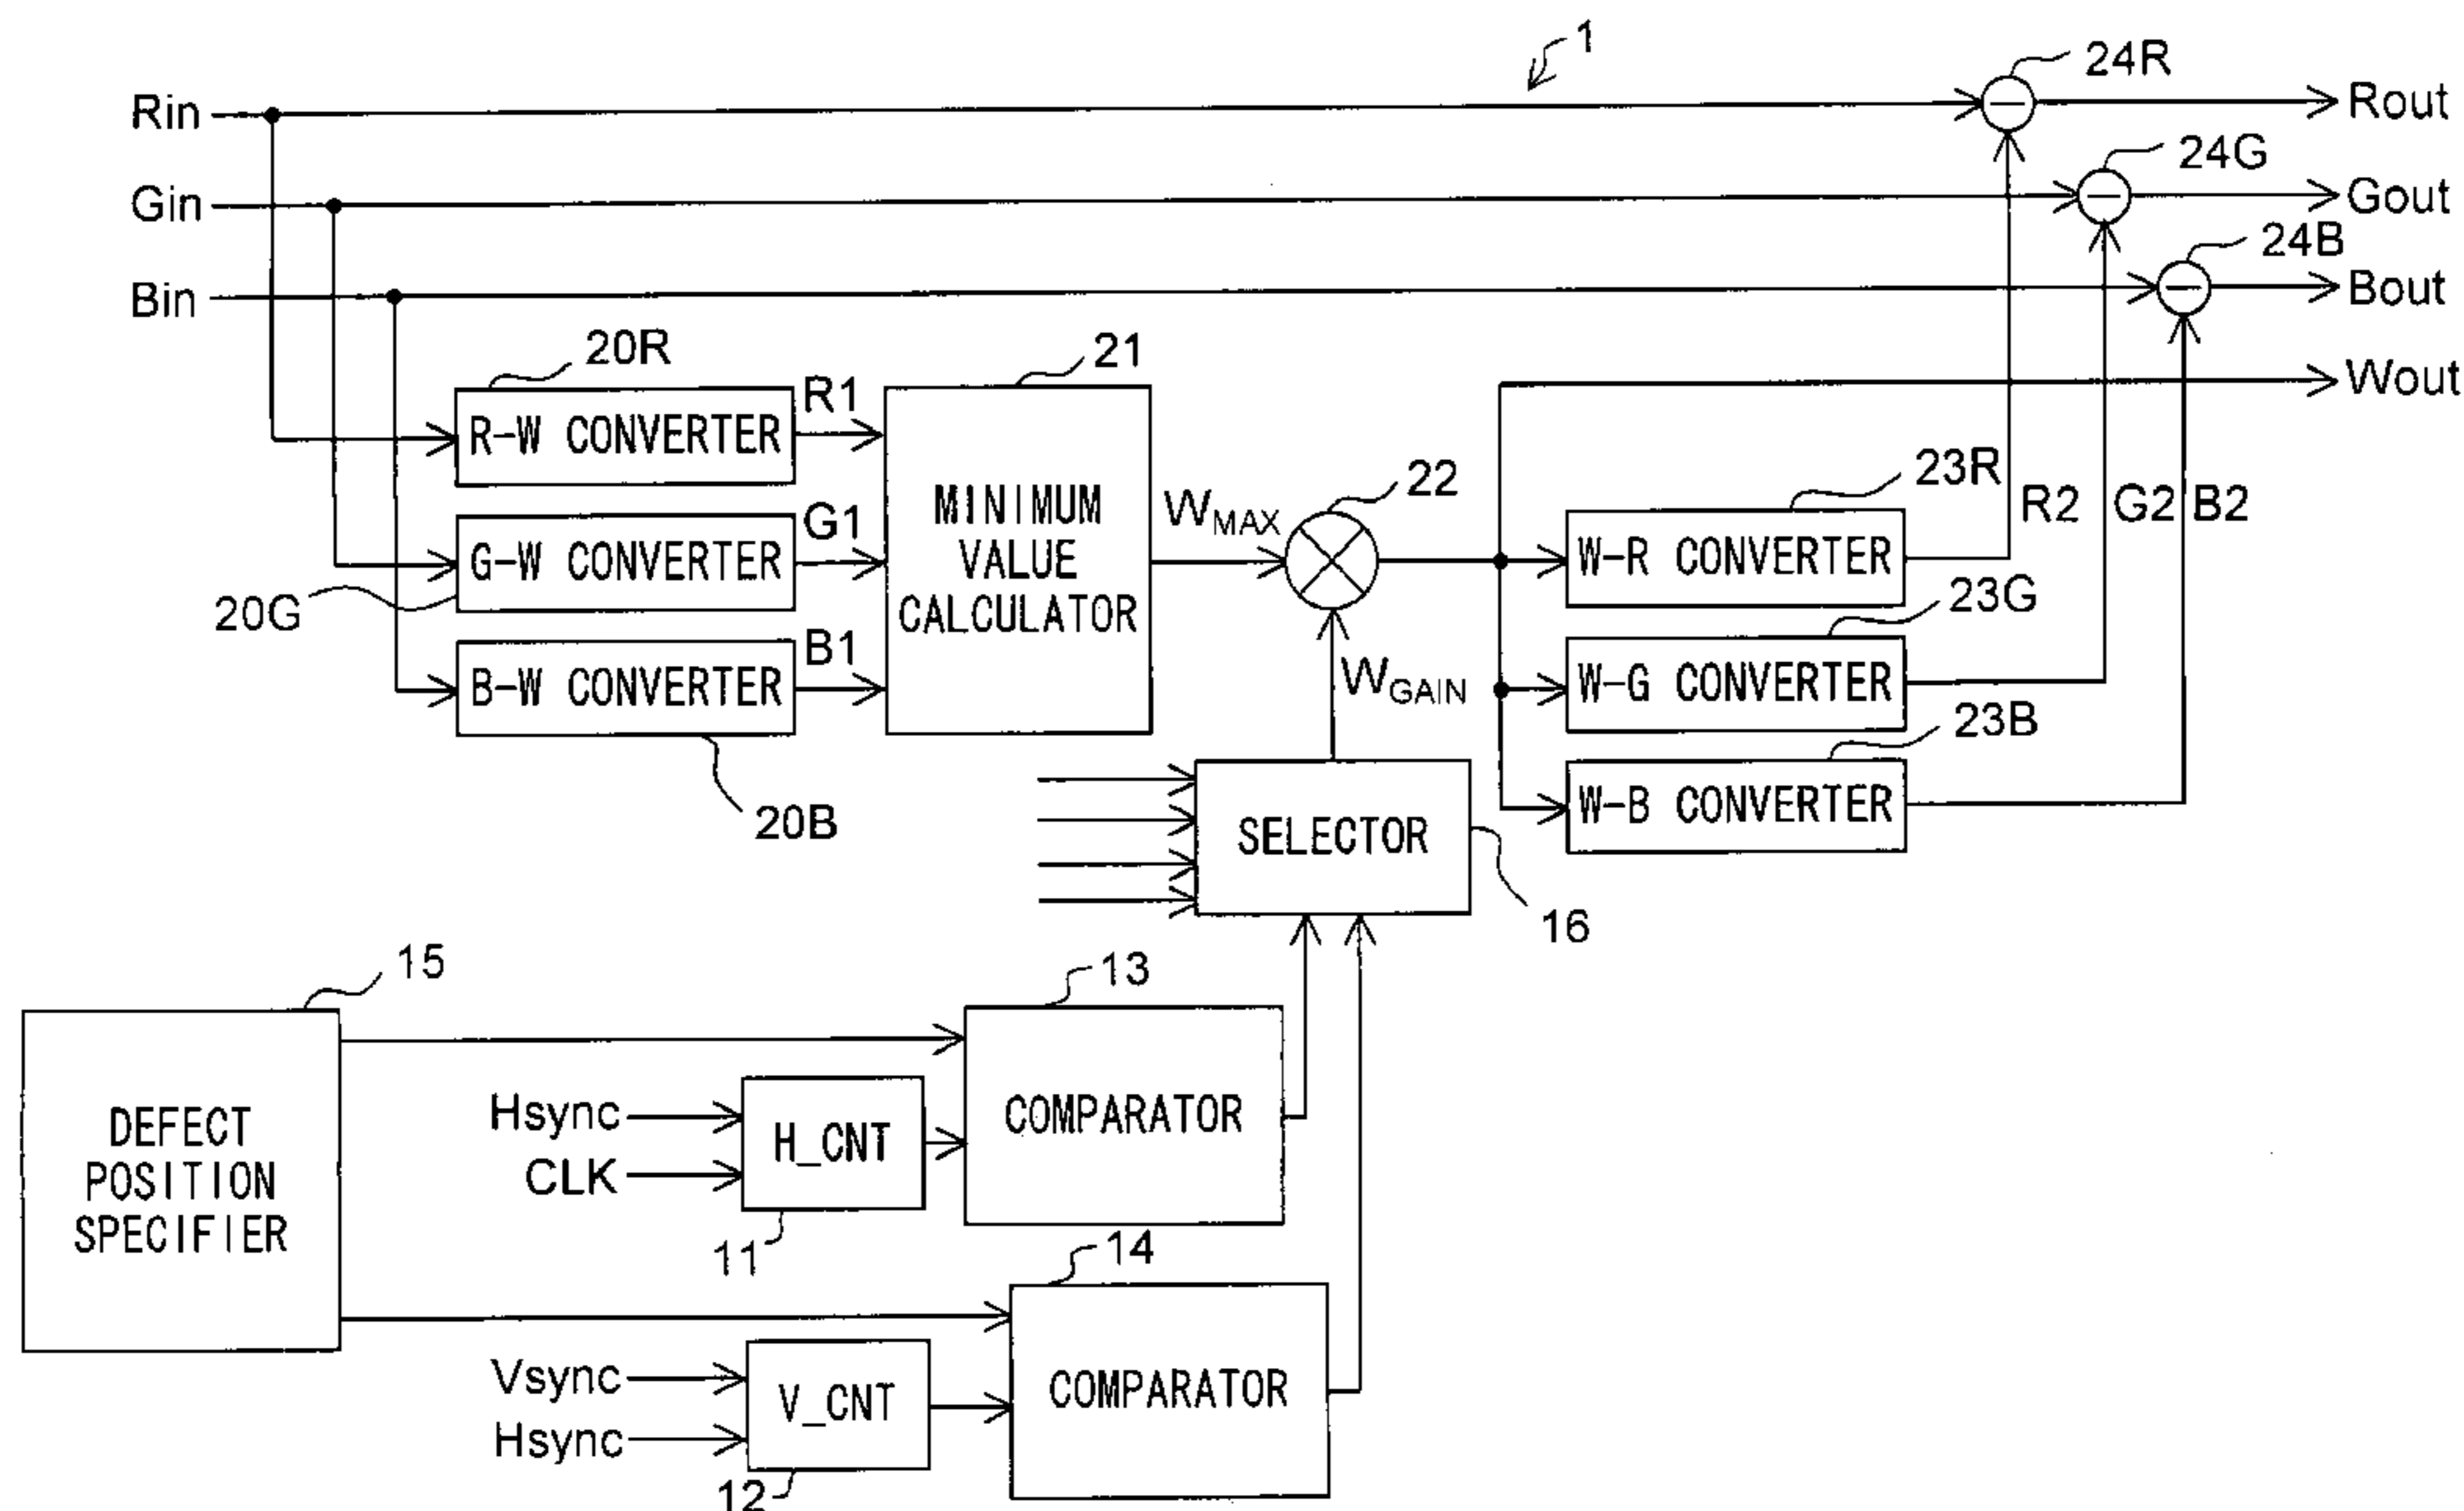 1
24R
Rin
Rout
24G
Gin
Gout
24B
Bin
Bout
20R
21
Wout
R-W CONVERTER
R1
22
23R
R2
G2
B2
MINIMUM
VALUE
CALCULATOR
WMAX
G-W CONVERTER
G1
W-R CONVERTER
20G
23G
B-W CONVERTER
B1
WGAIN
W-G CONVERTER
23B
20B
SELECTOR
W-B CONVERTER
16
15
13
DEFECT
POSITION
SPECIFIER
Hsync
CLK
H_CNT
COMPARATOR
11
14
Vsync
Hsync
V_CNT
COMPARATOR
12